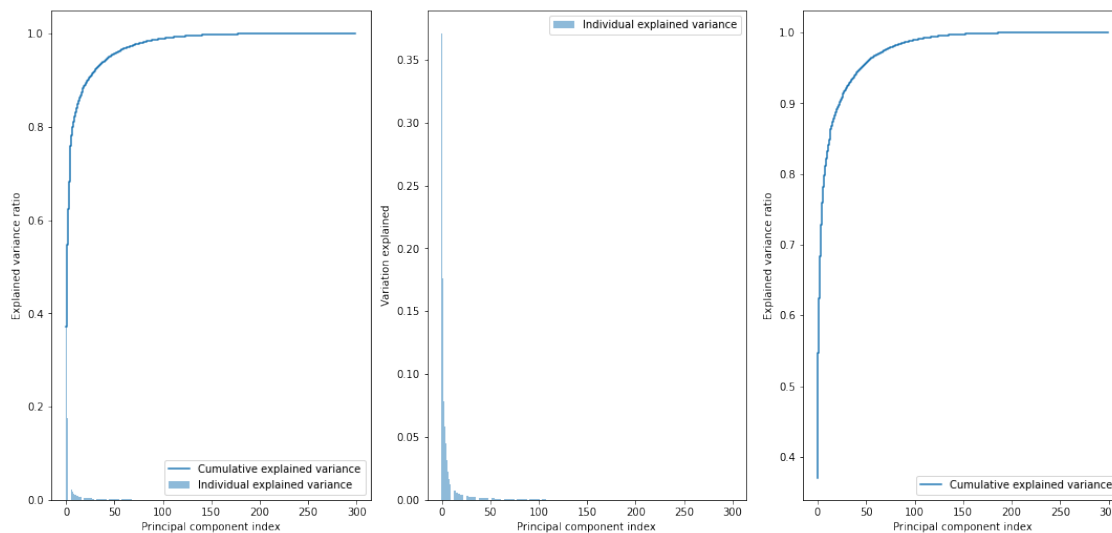 1.0
0.8
0.6
0.4
0.2
0.0
Explained variance ratio
Cumulative explained variance
Individual explained variance
0 50 100 150 200 250 300
Principal component index
Individual explained variance
0.35
0.30
0.25
0.20
0.15
0.10
0.05
0.00
Variation explained
0 50 100 150 200 250 300
Principal component index
1.0
0.9
0.8
0.7
0.6
0.5
0.4
Explained variance ratio
Cumulative explained variance
0 50 100 150 200 250 300
Principal component index